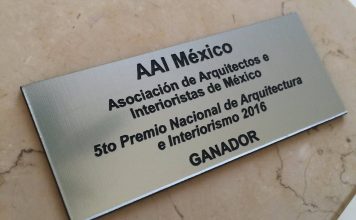 AAI México
Asociación de Arquitectos e
Interioristas de México
5to Premio Nacional de Arquitectura
e Interiorismo 2016
GANADOR